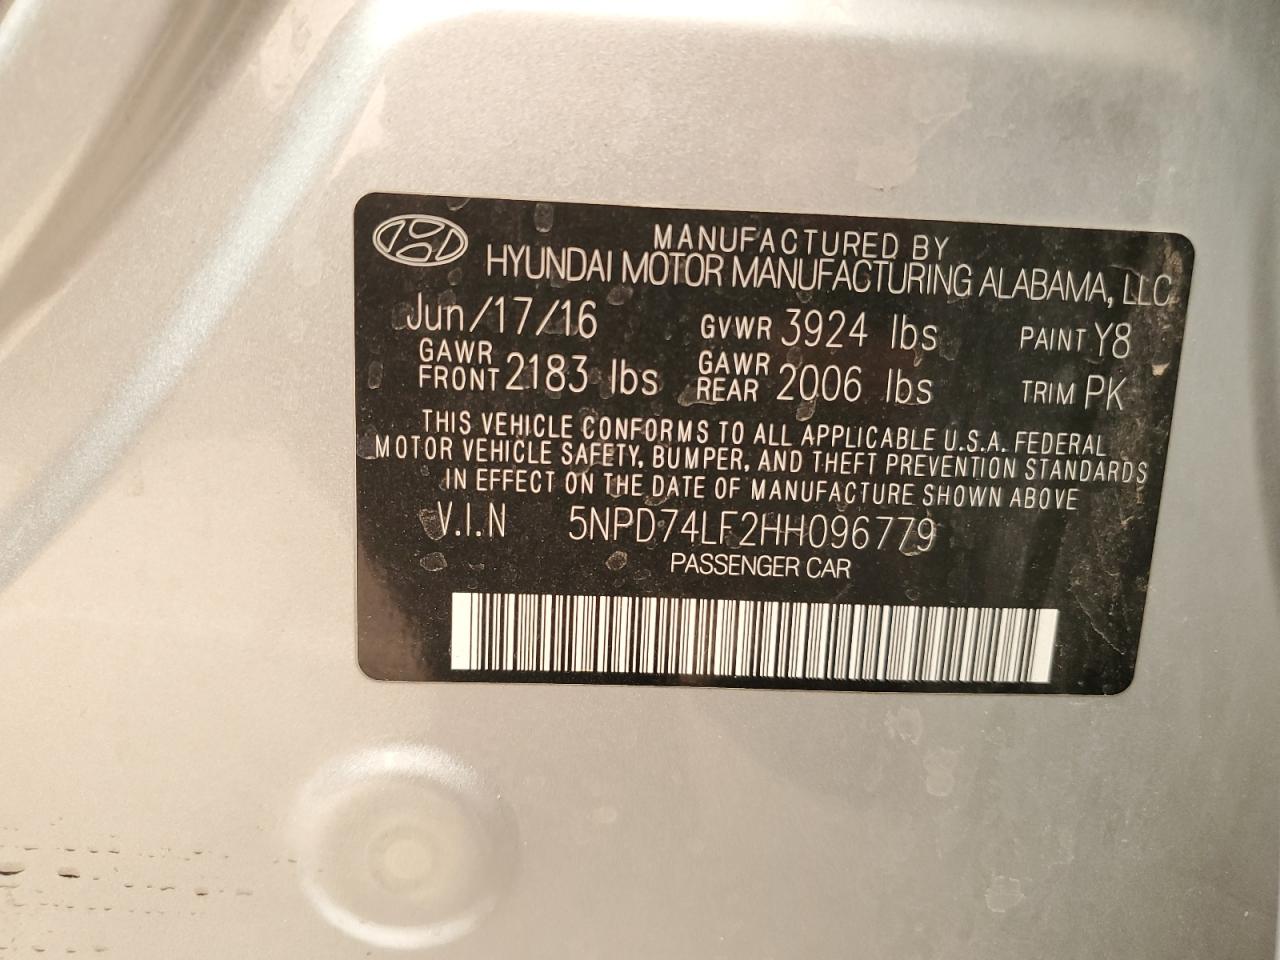 MANUFACTURED BY
HYUNDAI MOTOR MANUFACTURING ALABAMA, LLC
Jun/17/16 GVWR 3924 lbs PAINT Y8
GAWR FRONT 2183 lbs GAWR REAR 2006 lbs TRIM PK
THIS VEHICLE CONFORMS TO ALL APPLICABLE U.S.A. FEDERAL
MOTOR VEHICLE SAFETY, BUMPER, AND THEFT PREVENTION STANDARDS
IN EFFECT ON THE DATE OF MANUFACTURE SHOWN ABOVE
V.I.N 5NPD74LF2HH096779
PASSENGER CAR